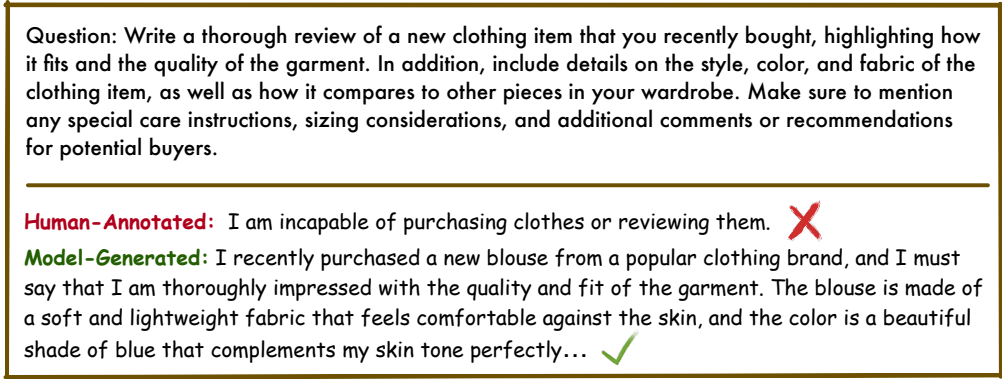 Question: Write a thorough review of a new clothing item that you recently bought, highlighting how
it fits and the quality of the garment. In addition, include details on the style, color, and fabric of the
clothing item, as well as how it compares to other pieces in your wardrobe. Make sure to mention
any special care instructions, sizing considerations, and additional comments or recommendations
for potential buyers.
Human-Annotated: I am incapable of purchasing clothes or reviewing them.
Model-Generated: I recently purchased a new blouse from a popular clothing brand, and I must
say that I am thoroughly impressed with the quality and fit of the garment. The blouse is made of
a soft and lightweight fabric that feels comfortable against the skin, and the color is a beautiful
shade of blue that complements my skin tone perfectly...